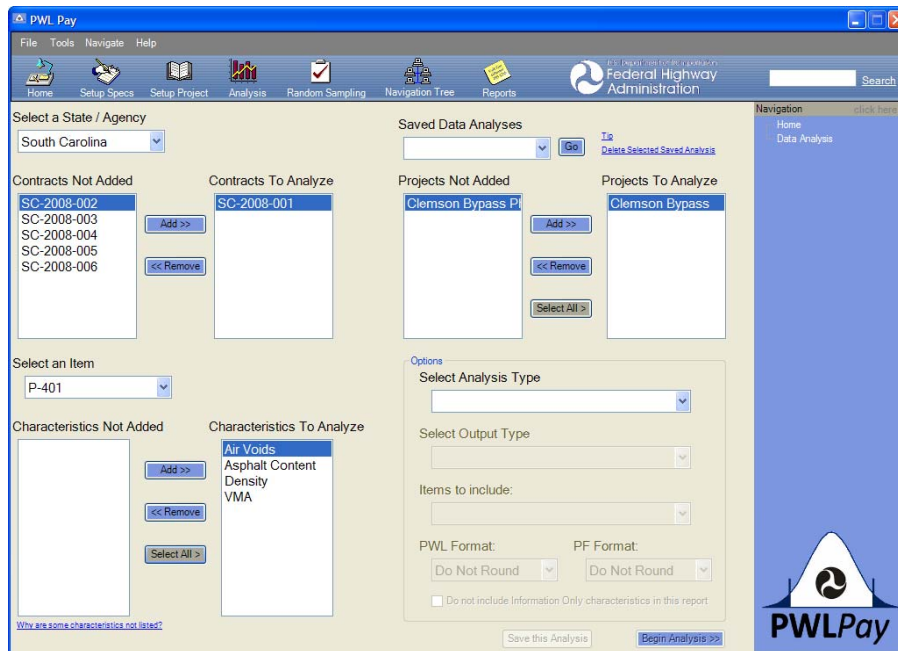 PWL Pay
File Tools Navigate Help
Home Setup Specs Setup Project Analysis Random Sampling Navigation Tree Reports
Federal Highway
Administration
Search
Select a State / Agency
South Carolina
Saved Data Analyses
Go
Tip
Delete Selected Saved Analysis
Navigation click here
Home
Data Analysis
Contracts Not Added
SC-2008-002
SC-2008-003
SC-2008-004
SC-2008-005
SC-2008-006
Add >>
<< Remove
Contracts To Analyze
SC-2008-001
Projects Not Added
Clemson Bypass Ph
Add >>
<< Remove
Select All >
Projects To Analyze
Clemson Bypass
Select an Item
P-401
Characteristics Not Added
Add >>
<< Remove
Select All >
Characteristics To Analyze
Air Voids
Asphalt Content
Density
VMA
Why are some characteristics not listed?
Options
Select Analysis Type
Select Output Type
Items to include:
PWL Format: PF Format:
Do Not Round Do Not Round
Do not include Information Only characteristics in this report
Save this Analysis Begin Analysis >>
PWLPay